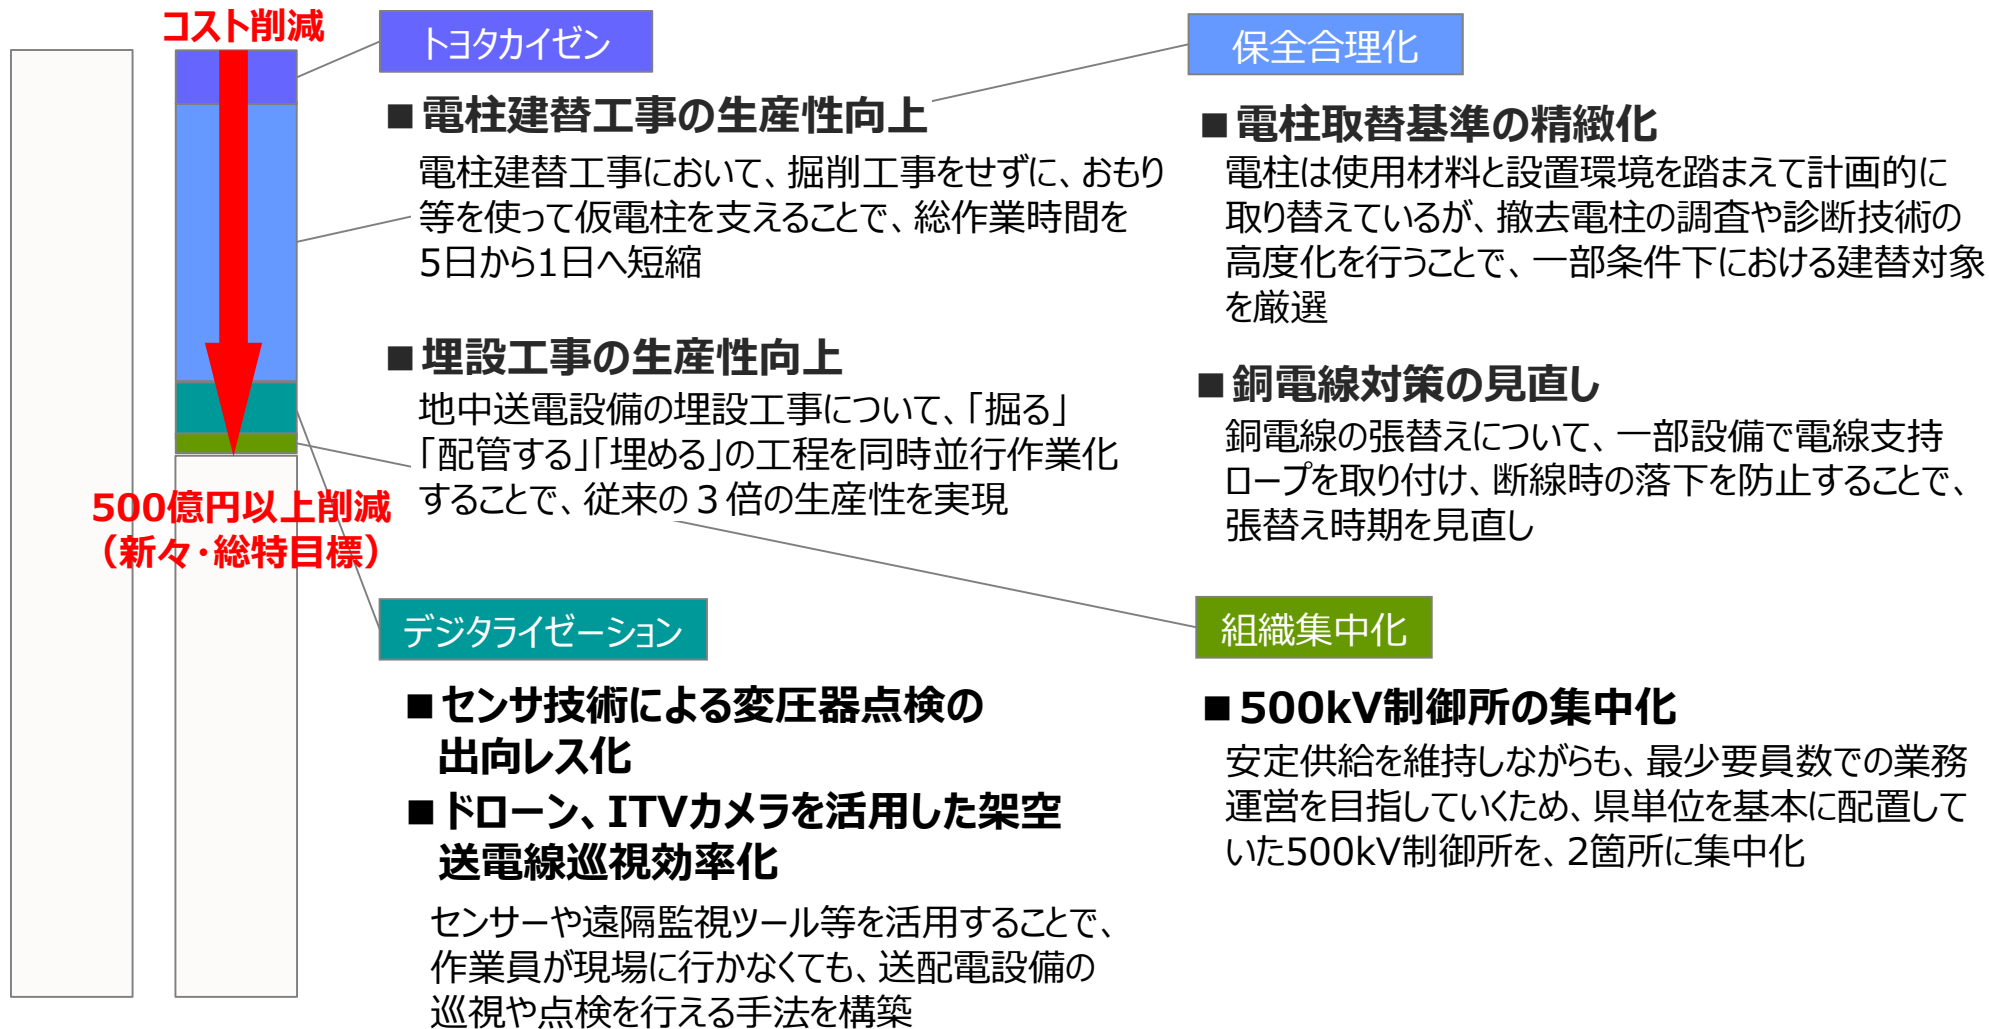 コスト削減
500億円以上削減
（新々・総特目標）
トヨタカイゼン
■電柱建替工事の生産性向上
電柱建替工事において、掘削工事をせずに、おもり
等を使って仮電柱を支えることで、総作業時間を
5日から1日へ短縮
■埋設工事の生産性向上
地中送電設備の埋設工事について、「掘る」
「配管する」「埋める」の工程を同時並行作業化
することで、従来の３倍の生産性を実現
保全合理化
■電柱取替基準の精緻化
電柱は使用材料と設置環境を踏まえて計画的に
取り替えているが、撤去電柱の調査や診断技術の
高度化を行うことで、一部条件下における建替対象
を厳選
■銅電線対策の見直し
銅電線の張替えについて、一部設備で電線支持
ロープを取り付け、断線時の落下を防止することで、
張替え時期を見直し
デジタライゼーション
■センサ技術による変圧器点検の
出向レス化
■ドローン、ITVカメラを活用した架空
送電線巡視効率化
センサーや遠隔監視ツール等を活用することで、
作業員が現場に行かなくても、送配電設備の
巡視や点検を行える手法を構築
組織集中化
■500kV制御所の集中化
安定供給を維持しながらも、最少要員数での業務
運営を目指していくため、県単位を基本に配置して
いた500kV制御所を、2箇所に集中化